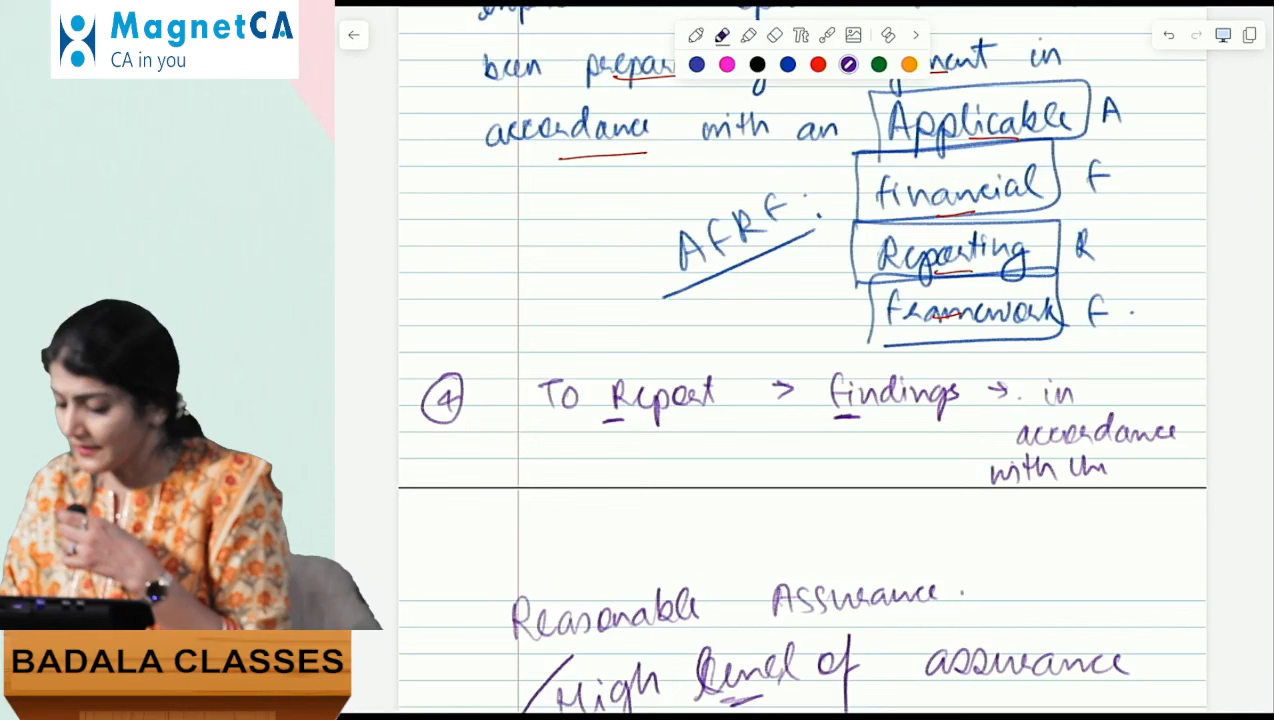 MagnetCA
CA in you
been prepar nent in
accordance with an Applicable A
financial F
AFRF: Reporting R
framework F.
④ To Report > findings → in
accordance
with
Reasonable Assurance.
/High level of assurance
BADALA CLASSES